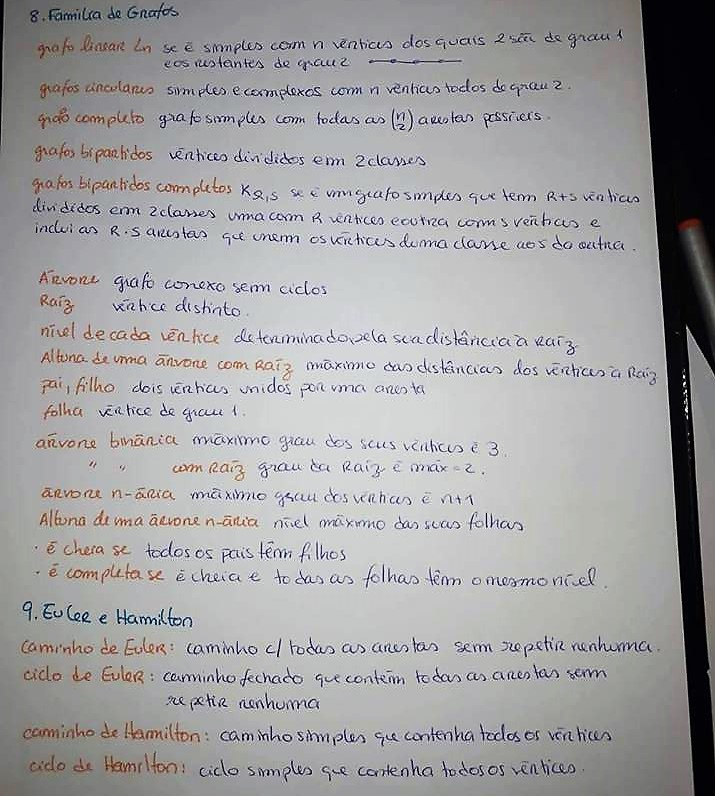 8. Família de Grafos
grafo linear Ln se é simples com n vértices dos quais 2 são de grau 1
e os restantes de grau 2
grafos circulares simples e complexos com n vértices todos de grau 2.
grafo completo grafo simples com todas as (n 2) arestas possíveis.
grafos bipartidos vértices divididos em 2 classes
grafos bipartidos completos KR,S se é um grafo simples que tem R+S vértices
divididos em 2 classes uma com R vértices e outra com S vértices e
inclui as R.S arestas que unem os vértices duma classe aos da outra.
Árvore grafo conexo sem ciclos
Raíz vértice distinto.
nível de cada vértice determinado pela sua distância à raíz
Altura de uma árvore com Raíz máximo das distâncias dos vértices à Raíz
pai, filho dois vértices unidos por uma aresta
folha vértice de grau 1.
árvore binária máximo grau dos seus vértices é 3.
" " com Raíz grau da Raíz é máx = 2.
árvore n-ária máximo grau dos vértices é n+1
Altura de uma árvore n-ária nível máximo das suas folhas
· é cheia se todos os pais têm filhos
· é completa se é cheia e todas as folhas têm o mesmo nível.
9. Euler e Hamilton
caminho de Euler: caminho c/ todas as arestas sem repetir nenhuma.
ciclo de Euler: caminho fechado que contém todas as arestas sem
repetir nenhuma
caminho de Hamilton: caminho simples que contenha todos os vértices
ciclo de Hamilton: ciclo simples que contenha todos os vértices.